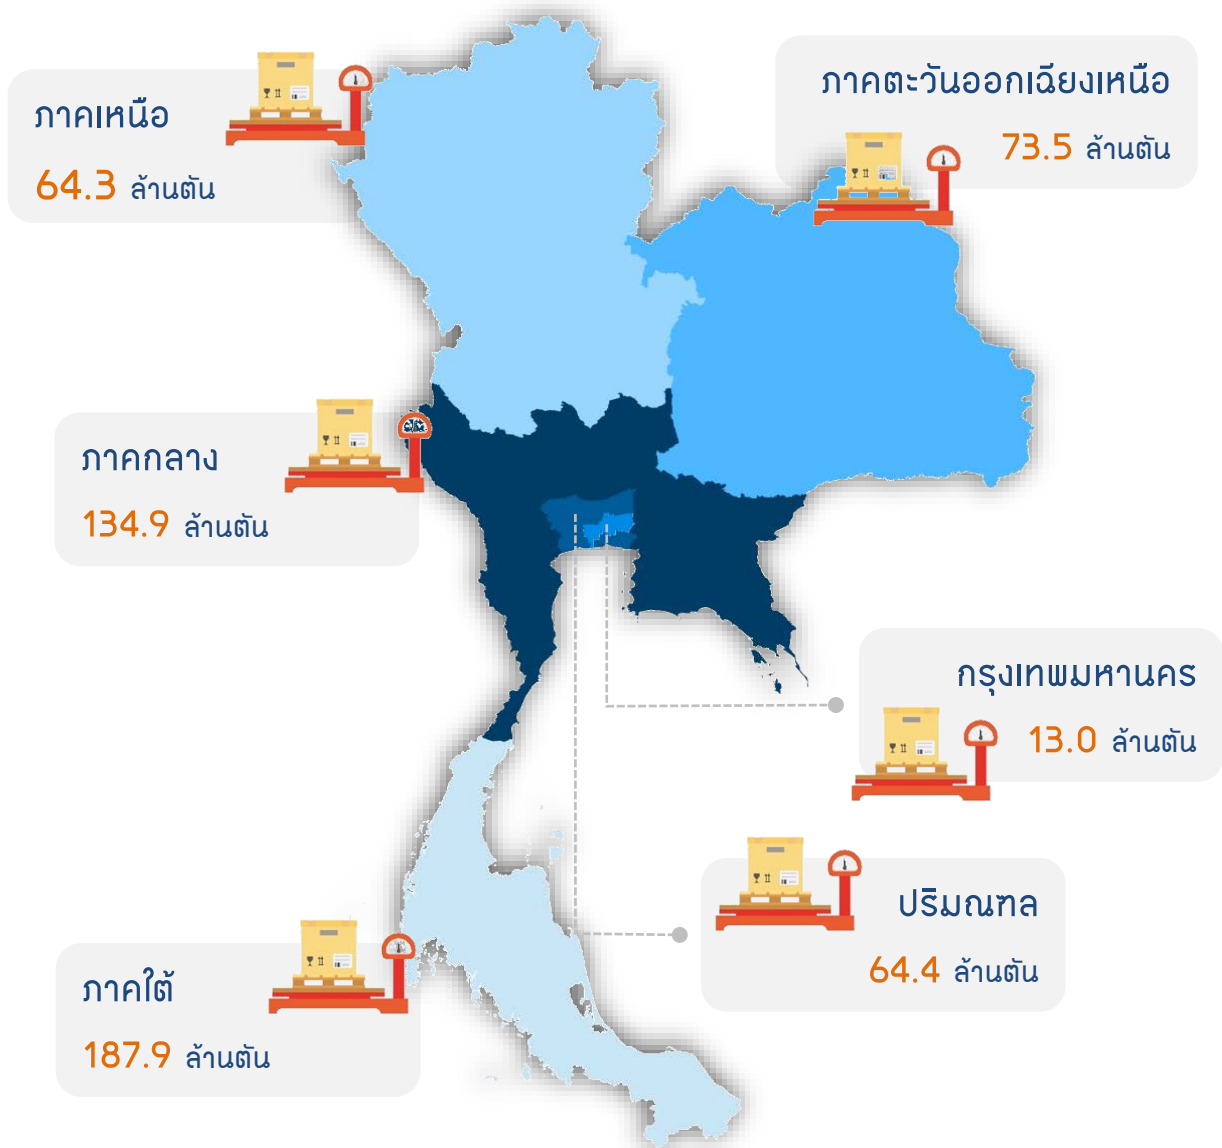 ภาคเหนือ
64.3 ล้านตัน
ภาคตะวันออกเฉียงเหนือ
73.5 ล้านตัน
ภาคกลาง
134.9 ล้านตัน
กรุงเทพมหานคร
13.0 ล้านตัน
ปริมณฑล
64.4 ล้านตัน
ภาคใต้
187.9 ล้านตัน